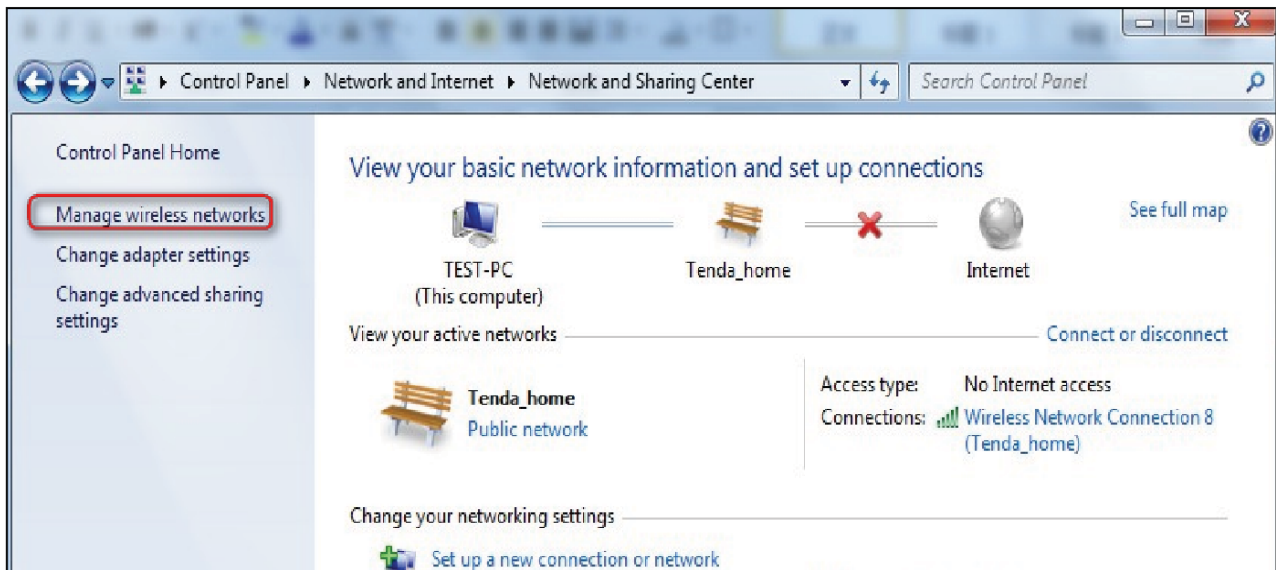 Control Panel ▸ Network and Internet ▸ Network and Sharing Center
Search Control Panel
Control Panel Home
Manage wireless networks
Change adapter settings
Change advanced sharing
settings
View your basic network information and set up connections
See full map
TEST-PC
(This computer)
Tenda_home
Internet
View your active networks
Connect or disconnect
Tenda_home
Public network
Access type: No Internet access
Connections: Wireless Network Connection 8
(Tenda_home)
Change your networking settings
Set up a new connection or network